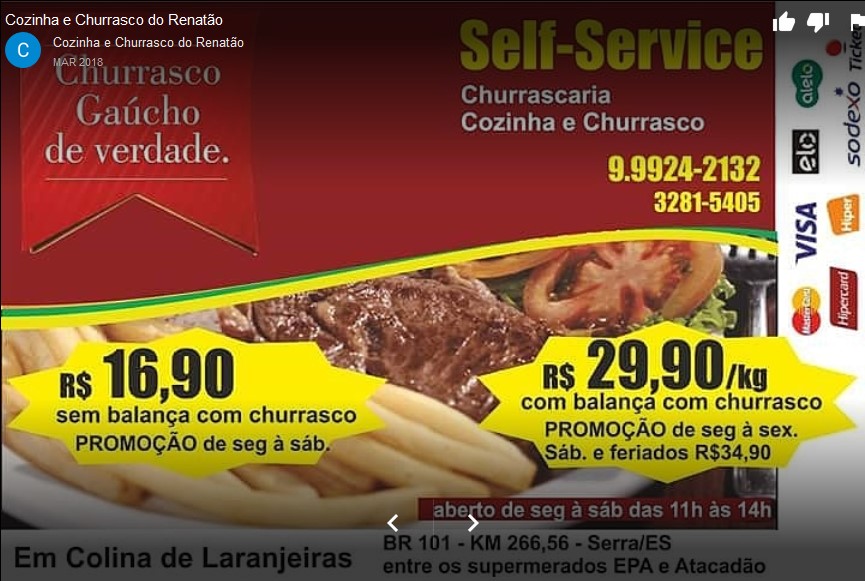 Cozinha e Churrasco do Renatão
C
Cozinha e Churrasco do Renatão
MAR 2018
Churrasco
Gaúcho
de verdade.
Self-Service
Churrascaria
Cozinha e Churrasco
9.9924-2132
3281-5405
alelo
Ticket
elo
sodexo
VISA
Hiper
MasterCard
Hipercard
R$ 16,90
sem balança com churrasco
PROMOÇÃO de seg à sáb.
R$ 29,90/kg
com balança com churrasco
PROMOÇÃO de seg à sex.
Sáb. e feriados R$34,90
aberto de seg à sáb das 11h às 14h
Em Colina de Laranjeiras
BR 101 - KM 266,56 - Serra/ES
entre os supermerados EPA e Atacadão